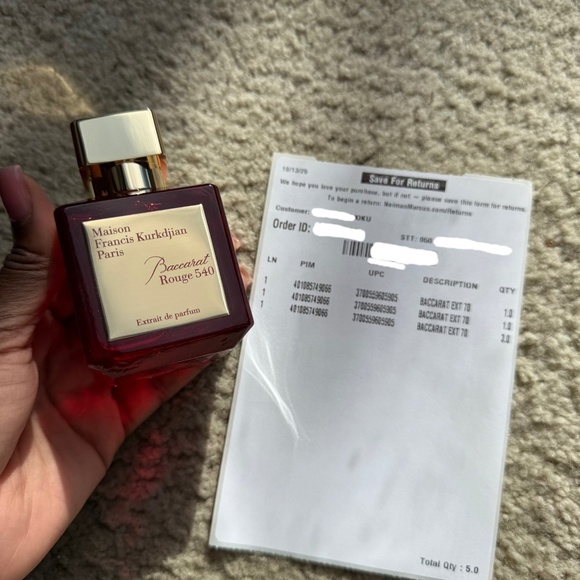 Maison
Francis Kurkdjian
Paris
Baccarat
Rouge 540
Extrait de parfum
Save For Returns
We hope you love your purchase, but if not — please save this form for returns.
To begin a return: NeimanMarcus.com/Returns
Customer:
Order ID:
STT:
LN PIM UPC DESCRIPTION QTY
1 401085749066 3700559605905 BACCARAT EXT 70 1.0
1 401085749066 3700559605905 BACCARAT EXT 70 1.0
1 401085749066 3700559605905 BACCARAT EXT 70 3.0
Total Qty : 5.0